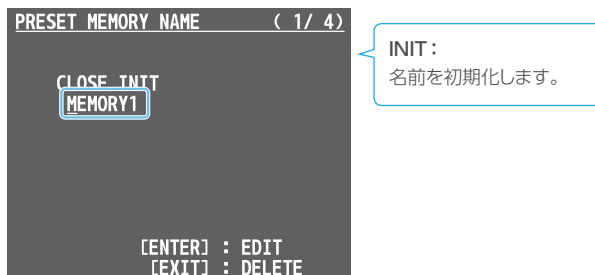 PRESET MEMORY NAME ( 1/ 4)
CLOSE INIT
MEMORY1
[ENTER] : EDIT
[EXIT] : DELETE
INIT：
名前を初期化します。